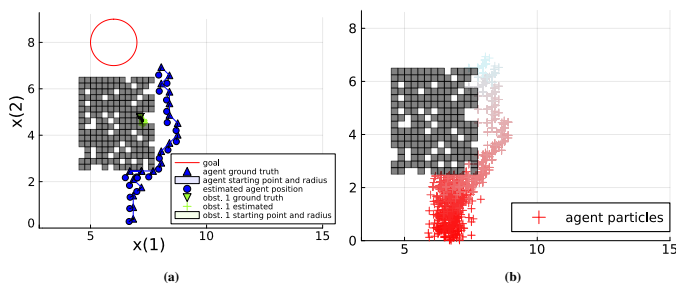 8
6
4
2
0
x(2)
5
10
15
x(1)
goal
agent ground truth
agent starting point and radius
estimated agent position
obst. 1 ground truth
obst. 1 estimated
obst. 1 starting point and radius
(a)
8
6
4
2
0
5
10
15
agent particles
(b)